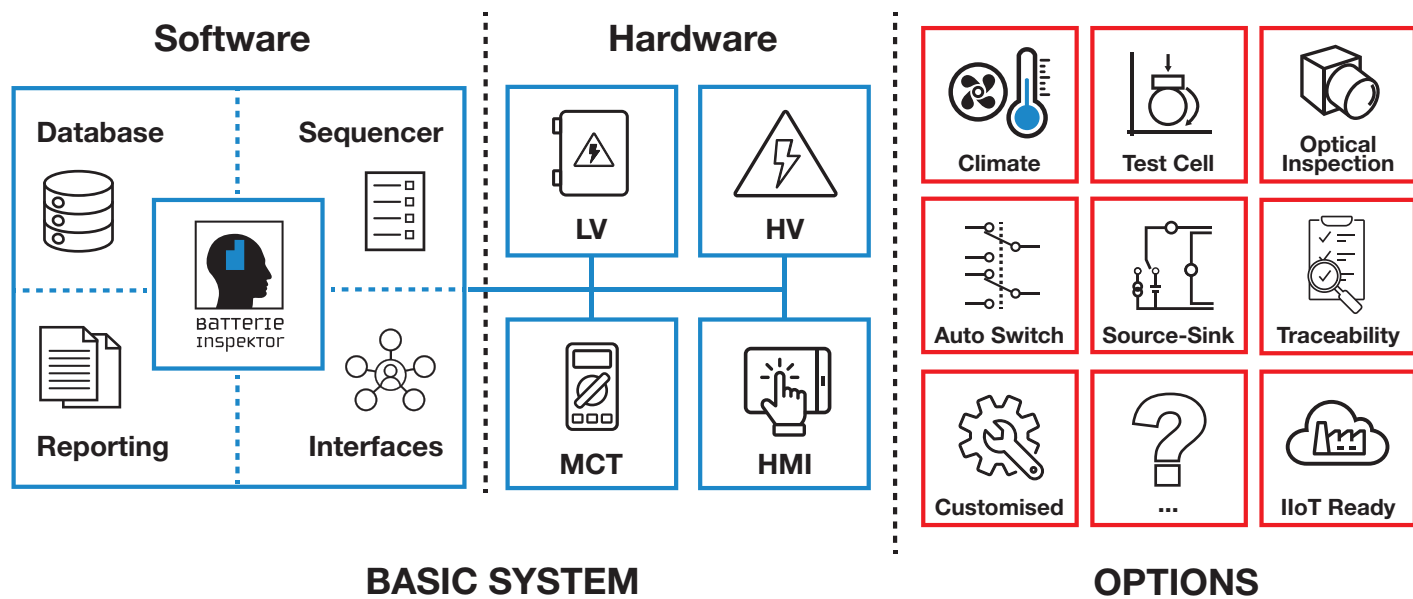 Software
Hardware
Database
Sequencer
BATTERIE
INSPEKTOR
Reporting
Interfaces
LV
HV
MCT
HMI
Climate
Test Cell
Optical
Inspection
Auto Switch
Source-Sink
Traceability
Customised
?
...
IIoT Ready
BASIC SYSTEM
OPTIONS